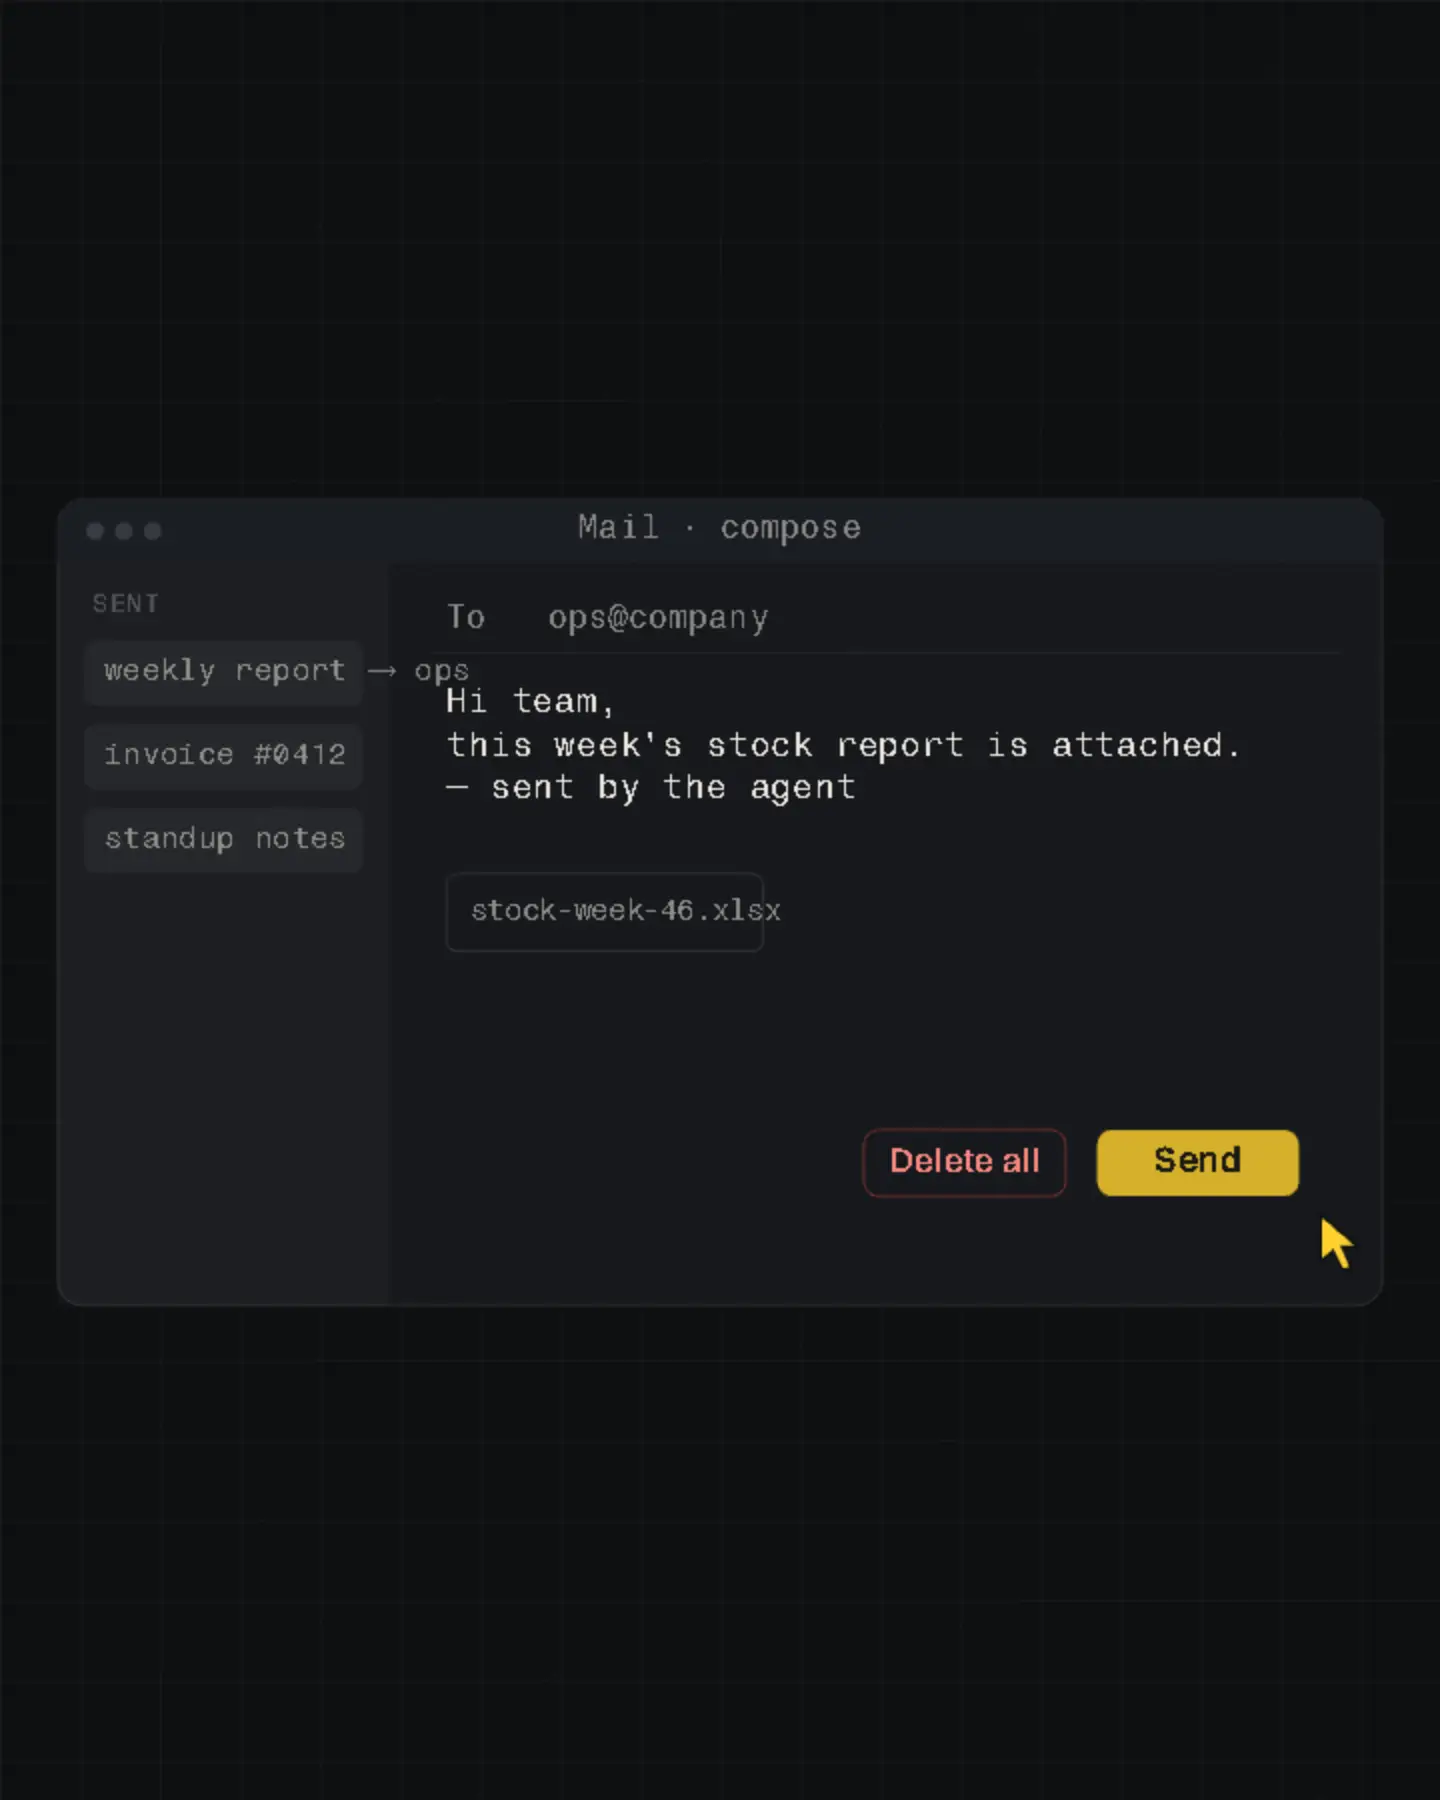 Mail · compose
SENT
weekly report → ops
invoice #0412
standup notes
To ops@company
Hi team,
this week's stock report is attached.
— sent by the agent
stock-week-46.xlsx
Delete all
Send